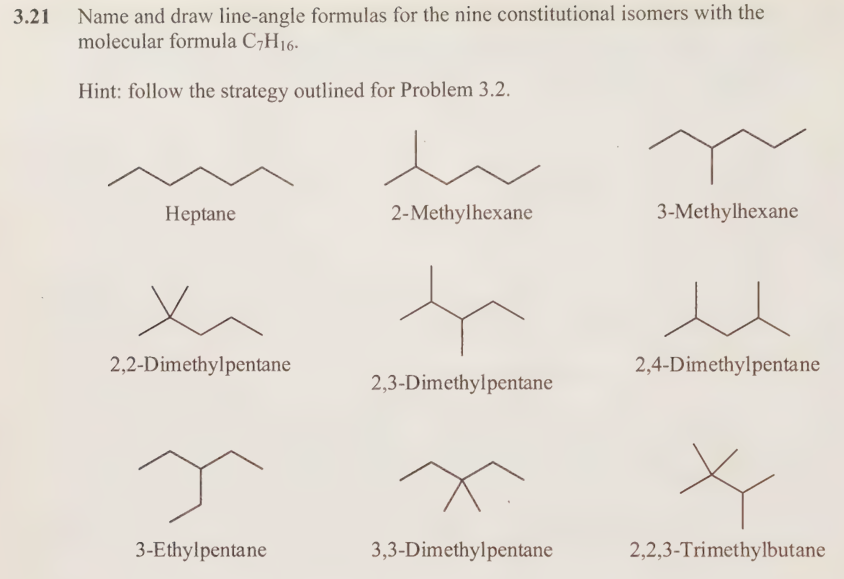 3.21 Name and draw line-angle formulas for the nine constitutional isomers with the
molecular formula C₇H₁₆.
Hint: follow the strategy outlined for Problem 3.2.
Heptane
2-Methylhexane
3-Methylhexane
2,2-Dimethylpentane
2,3-Dimethylpentane
2,4-Dimethylpentane
3-Ethylpentane
3,3-Dimethylpentane
2,2,3-Trimethylbutane